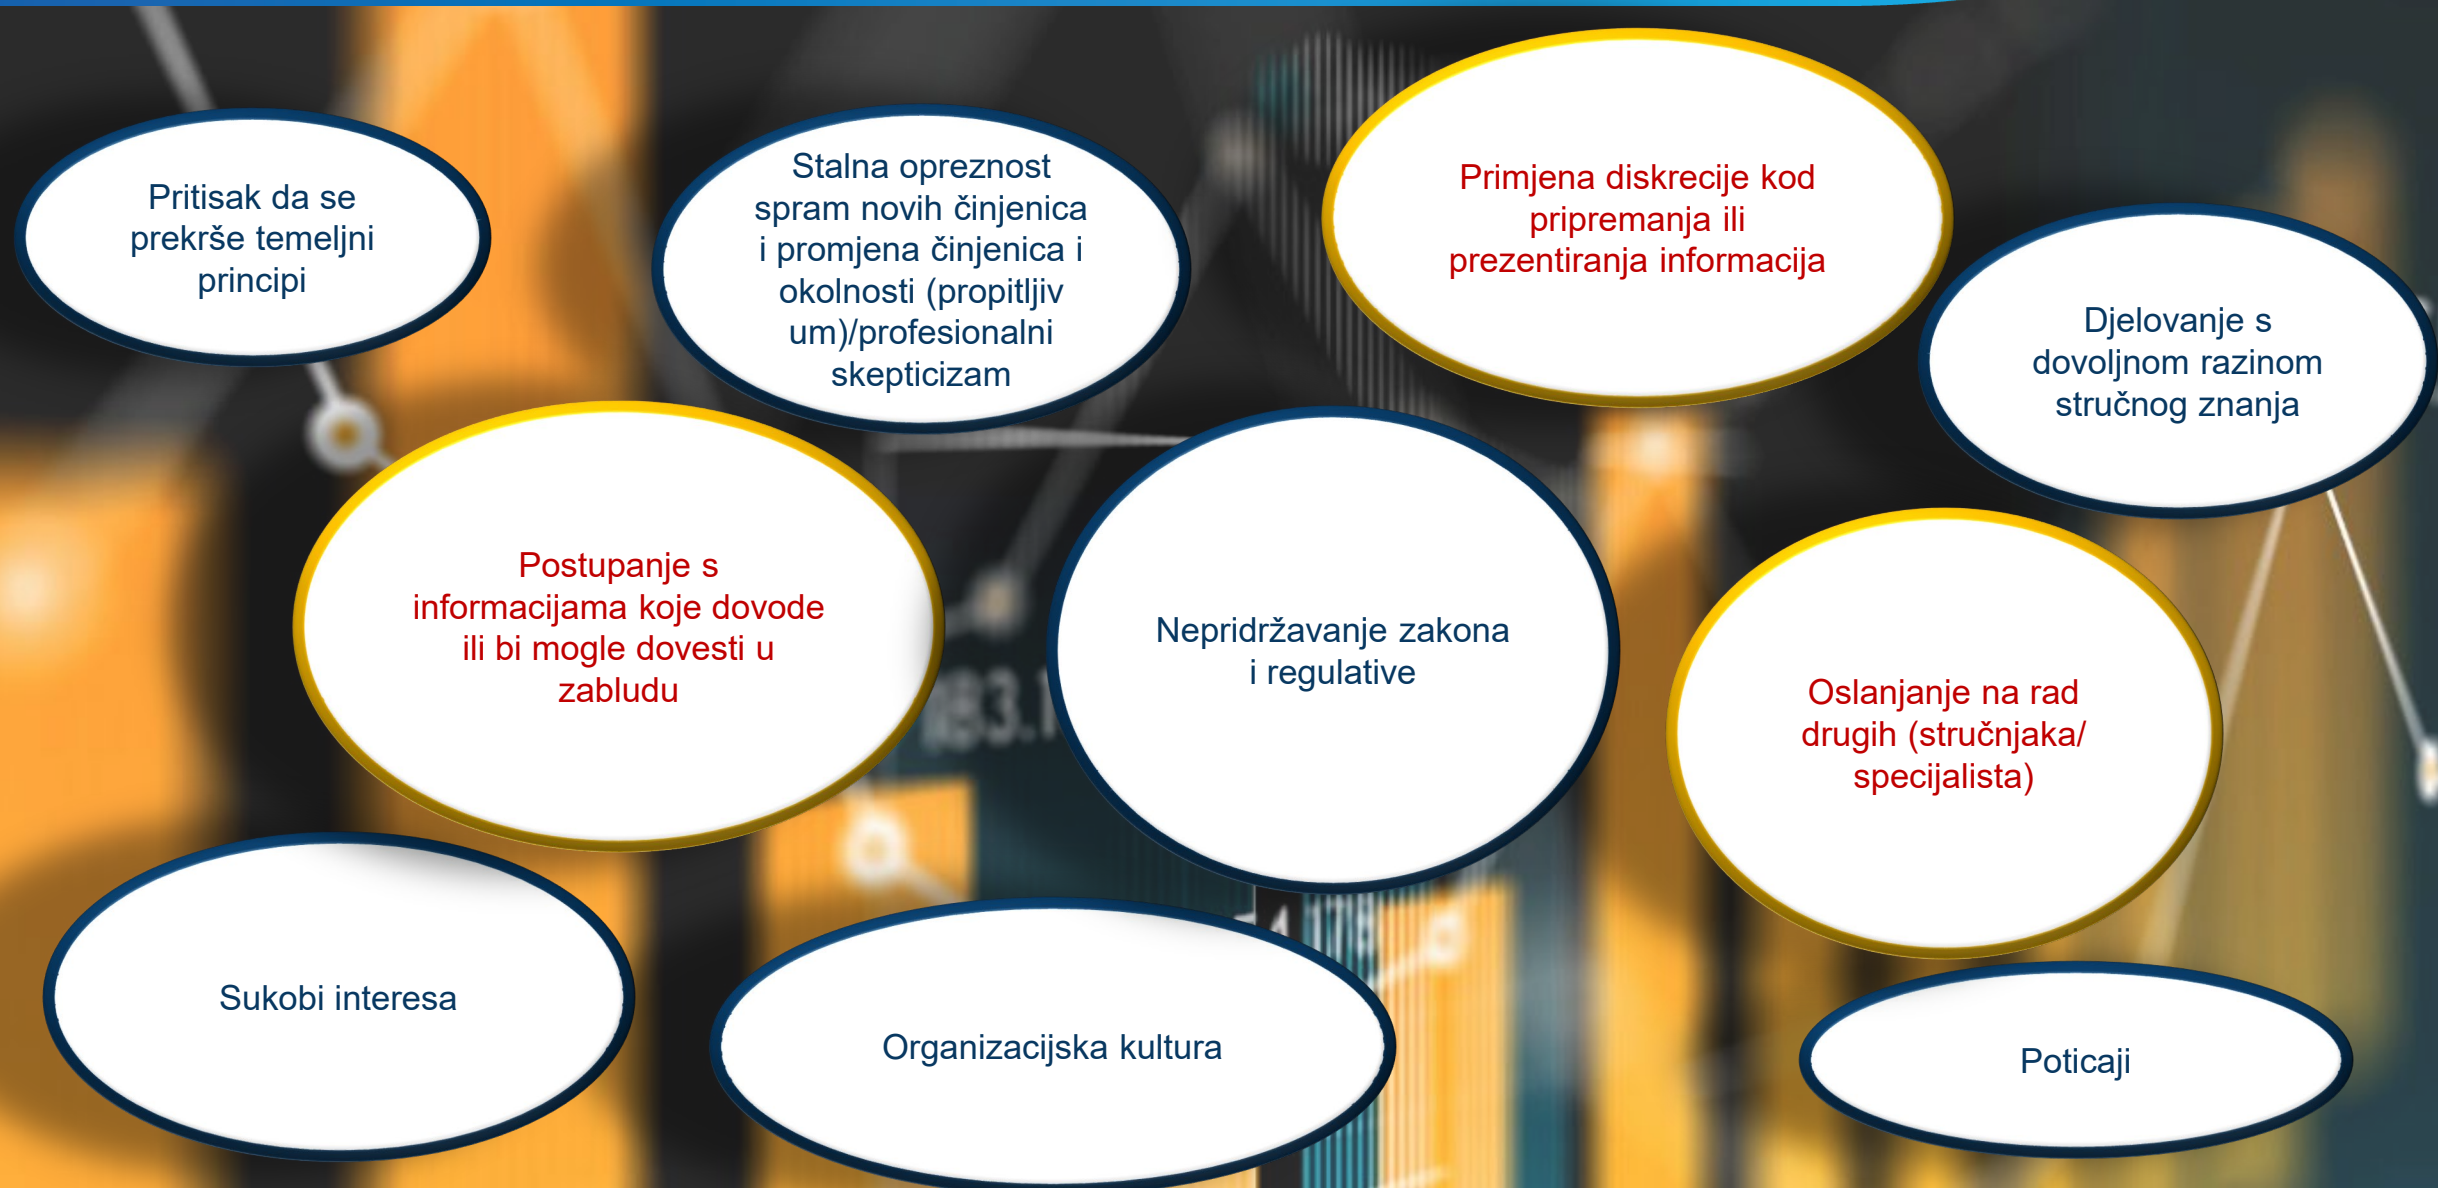 Pritisak da se
prekrše temeljni
principi
Stalna opreznost
spram novih činjenica
i promjena činjenica i
okolnosti (propitljiv
um)/profesionalni
skepticizam
Primjena diskrecije kod
pripremanja ili
prezentiranja informacija
Djelovanje s
dovoljnom razinom
stručnog znanja
Postupanje s
informacijama koje dovode
ili bi mogle dovesti u
zabludu
Nepridržavanje zakona
i regulative
Oslanjanje na rad
drugih (stručnjaka/
specijalista)
Sukobi interesa
Organizacijska kultura
Poticaji